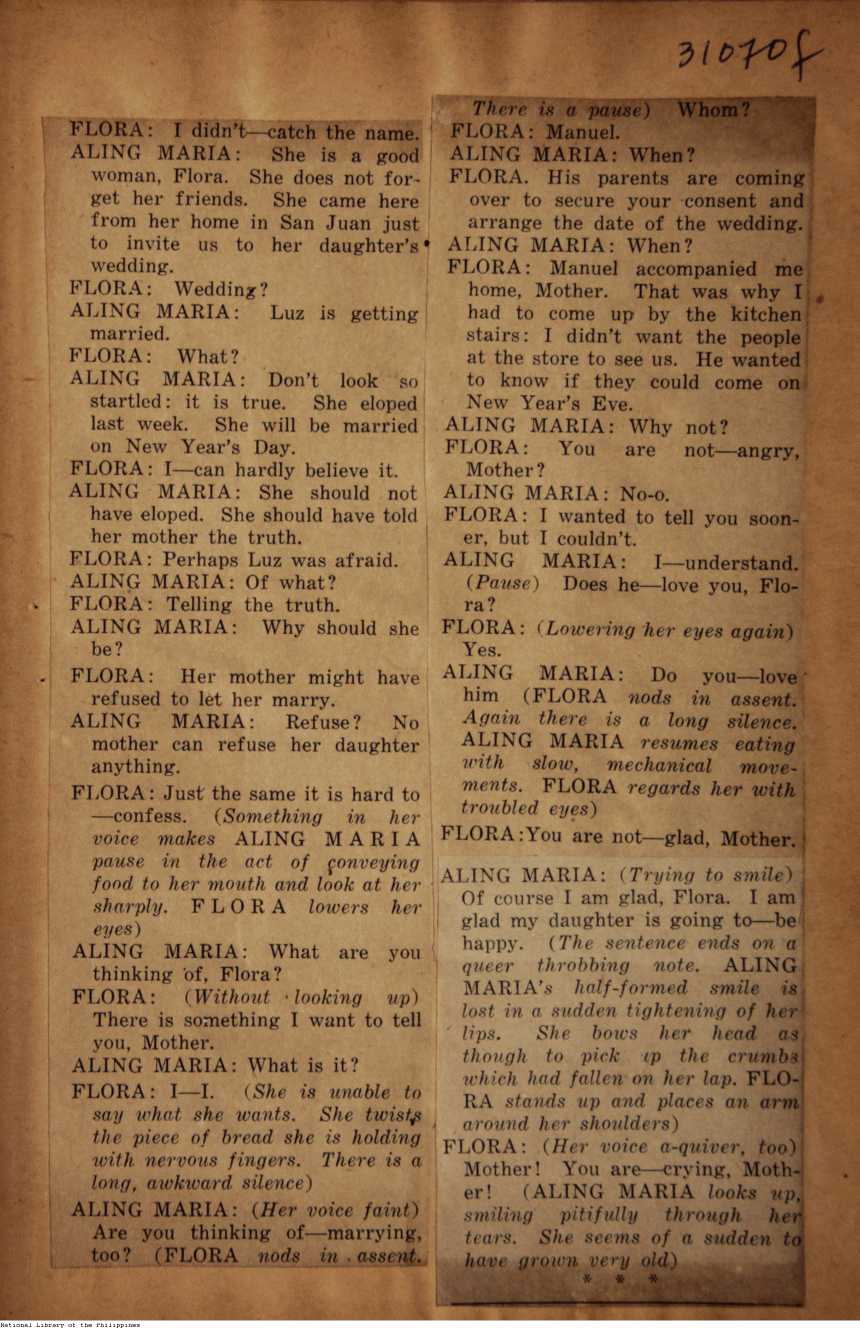 31070f
FLORA: I didn't—catch the name.
ALING MARIA: She is a good
woman, Flora. She does not for-
get her friends. She came here
from her home in San Juan just
to invite us to her daughter's
wedding.
FLORA: Wedding?
ALING MARIA: Luz is getting
married.
FLORA: What?
ALING MARIA: Don't look so
startled: it is true. She eloped
last week. She will be married
on New Year's Day.
FLORA: I—can hardly believe it.
ALING MARIA: She should not
have eloped. She should have told
her mother the truth.
FLORA: Perhaps Luz was afraid.
ALING MARIA: Of what?
FLORA: Telling the truth.
ALING MARIA: Why should she
be?
FLORA: Her mother might have
refused to let her marry.
ALING MARIA: Refuse? No
mother can refuse her daughter
anything.
FLORA: Just the same it is hard to
—confess. (Something in her
voice makes ALING MARIA
pause in the act of conveying
food to her mouth and look at her
sharply. FLORA lowers her
eyes)
ALING MARIA: What are you
thinking of, Flora?
FLORA: (Without looking up)
There is something I want to tell
you, Mother.
ALING MARIA: What is it?
FLORA: I—I. (She is unable to
say what she wants. She twists
the piece of bread she is holding
with nervous fingers. There is a
long, awkward silence)
ALING MARIA: (Her voice faint)
Are you thinking of—marrying,
too? (FLORA nods in assent.
There is a pause) Whom?
FLORA: Manuel.
ALING MARIA: When?
FLORA. His parents are coming
over to secure your consent and
arrange the date of the wedding.
ALING MARIA: When?
FLORA: Manuel accompanied me
home, Mother. That was why I
had to come up by the kitchen
stairs: I didn't want the people
at the store to see us. He wanted
to know if they could come on
New Year's Eve.
ALING MARIA: Why not?
FLORA: You are not—angry,
Mother?
ALING MARIA: No-o.
FLORA: I wanted to tell you soon-
er, but I couldn't.
ALING MARIA: I—understand.
(Pause) Does he—love you, Flo-
ra?
FLORA: (Lowering her eyes again)
Yes.
ALING MARIA: Do you—love
him (FLORA nods in assent.
Again there is a long silence.
ALING MARIA resumes eating
with slow, mechanical move-
ments. FLORA regards her with
troubled eyes)
FLORA:You are not—glad, Mother.
ALING MARIA: (Trying to smile)
Of course I am glad, Flora. I am
glad my daughter is going to—be
happy. (The sentence ends on a
queer throbbing note. ALING
MARIA's half-formed smile is
lost in a sudden tightening of her
lips. She bows her head as
though to pick up the crumbs
which had fallen on her lap. FLO-
RA stands up and places an arm
around her shoulders)
FLORA: (Her voice a-quiver, too)
Mother! You are—crying, Moth-
er! (ALING MARIA looks up,
smiling pitifully through her
tears. She seems of a sudden to
have grown very old)
* * *
National Library of the Philippines